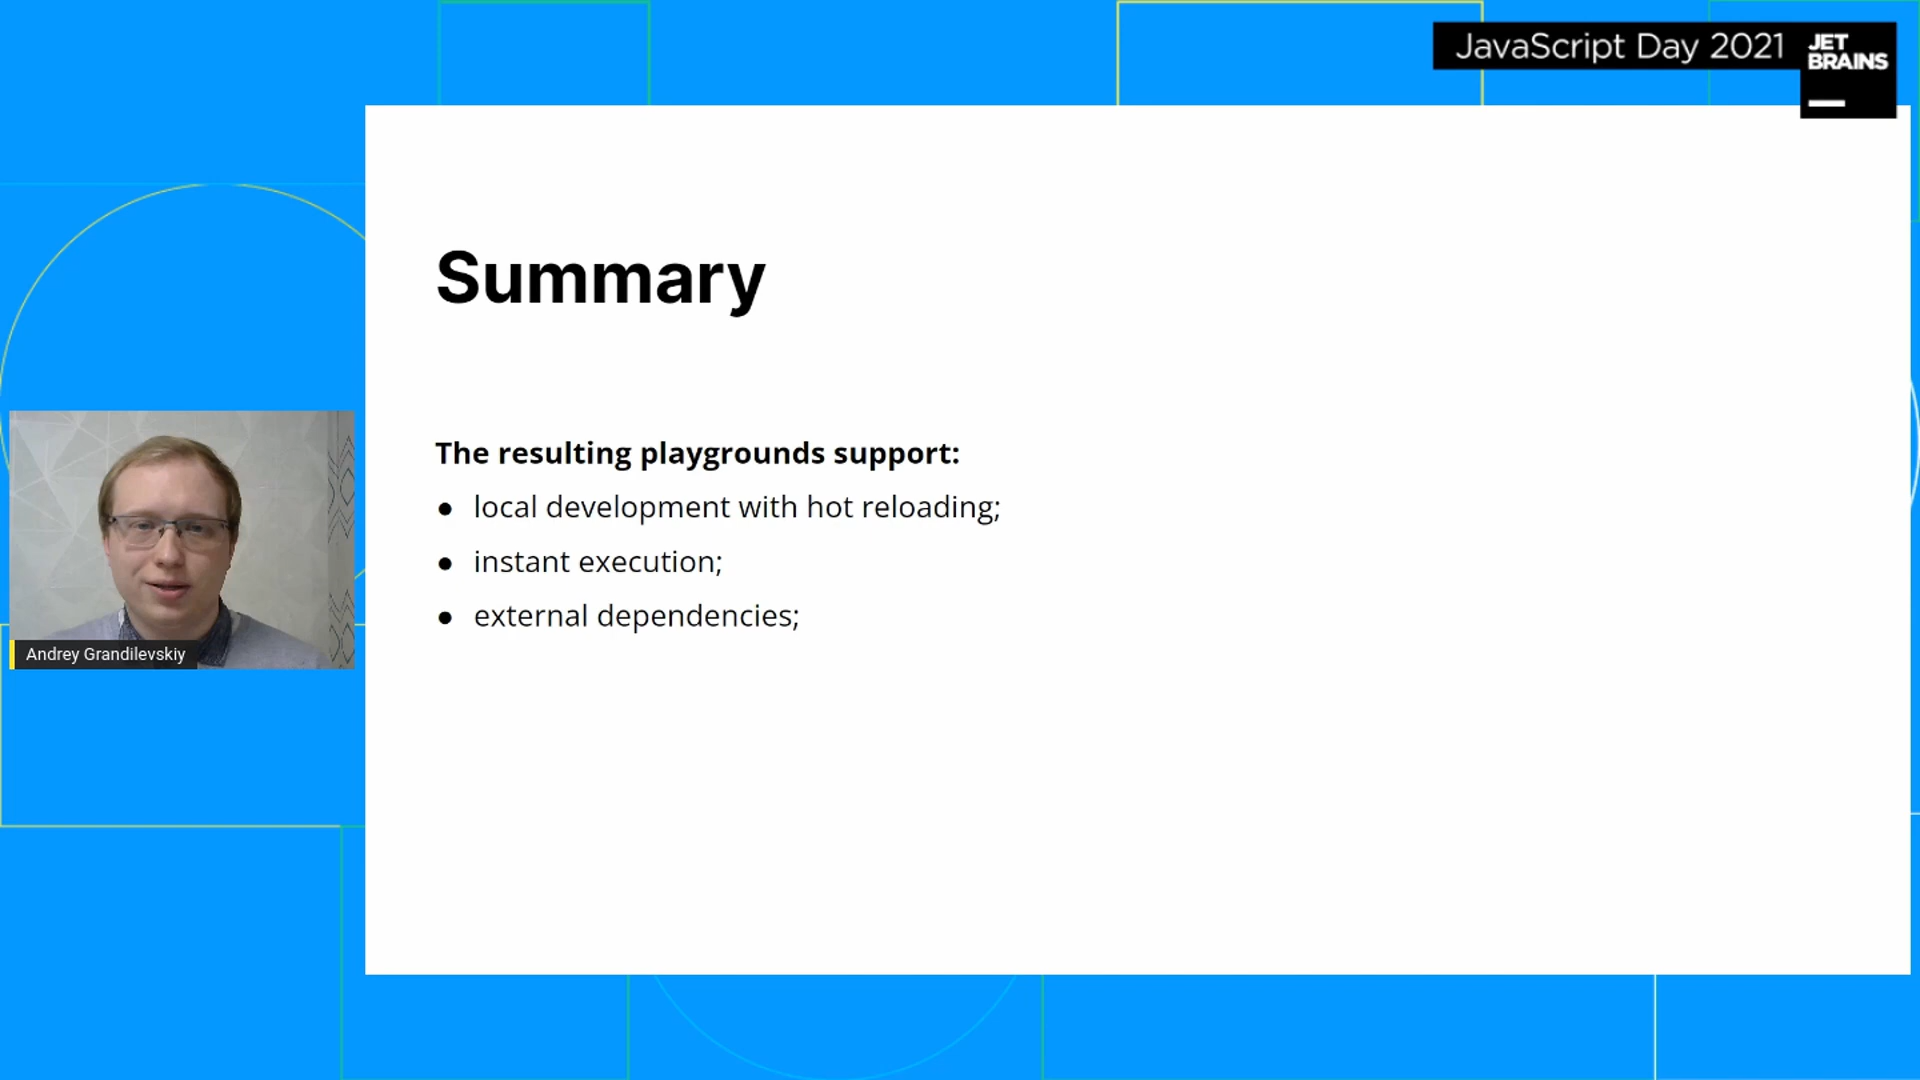 JavaScript Day 2021
JET
BRAINS
Summary
The resulting playgrounds support:
● local development with hot reloading;
● instant execution;
● external dependencies;
Andrey Grandilevskiy